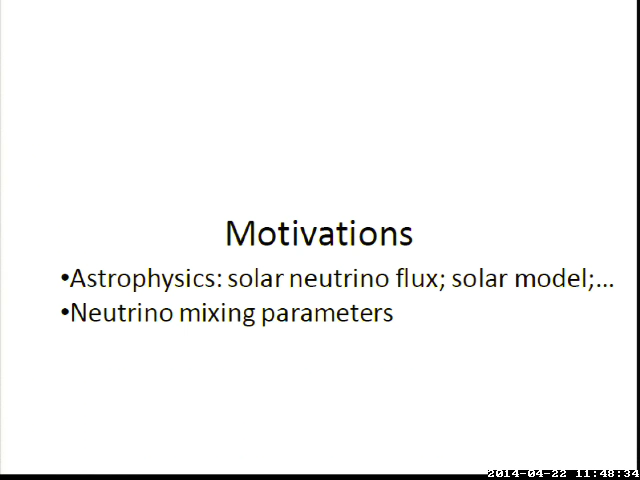 Motivations
•Astrophysics: solar neutrino flux; solar model;...
•Neutrino mixing parameters
2014-04-22 11:48:34